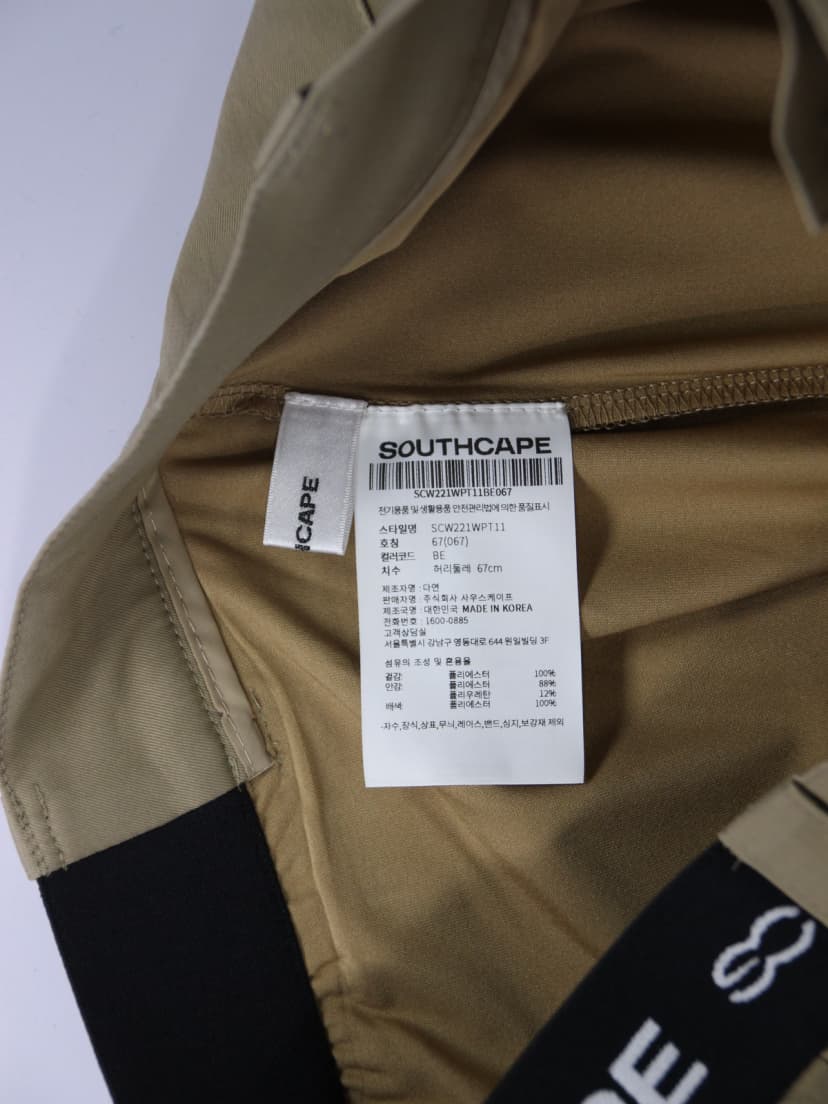 SOUTHCAPE
SCW221WPT11BE067
전기용품 및 생활용품 안전관리법에 의한 품질표시
스타일명 SCW221WPT11
호칭 67(067)
컬러코드 BE
치수 허리둘레 67cm
제조자명 : 다연
판매자명 : 주식회사 사우스케이프
제조국명 : 대한민국 MADE IN KOREA
전화번호 : 1600-0885
고객상담실
서울특별시 강남구 영동대로 644 원일빌딩 3F
섬유의 조성 및 혼용율
겉감: 폴리에스터 100%
안감: 폴리에스터 88%
폴리우레탄 12%
배색: 폴리에스터 100%
·자수,장식,상표,무늬,레이스,밴드,심지,보강재 제외
CAPE
PE